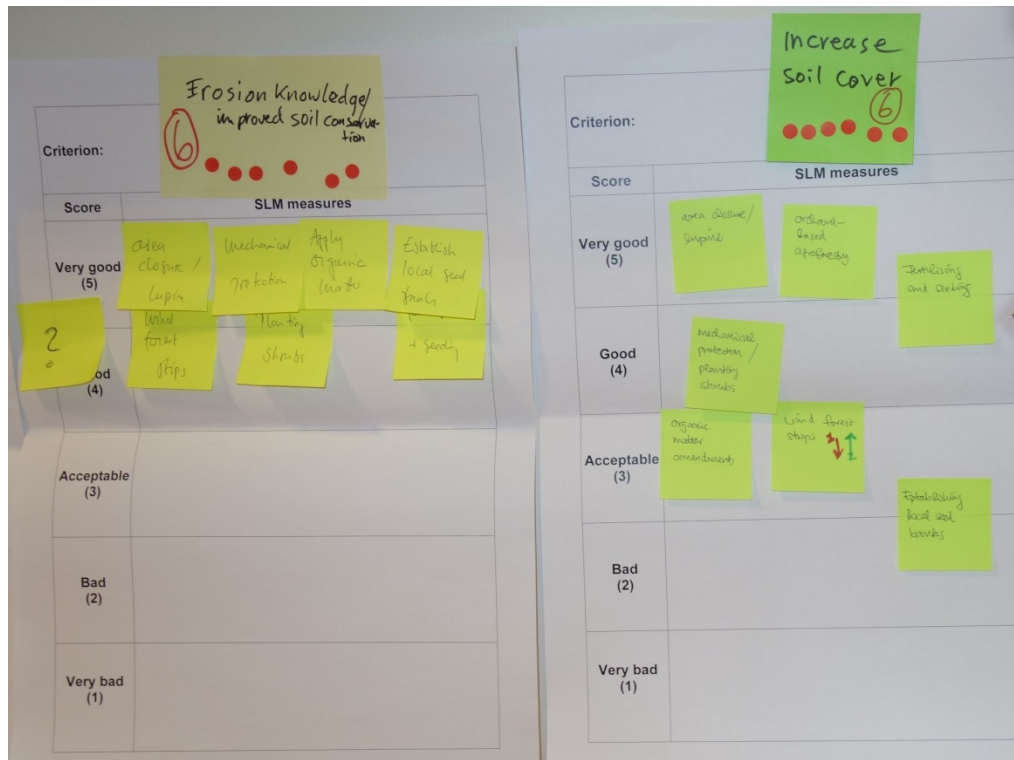 Erosion Knowledge/
improved soil conserva-
tion
6
Criterion:
Score
SLM measures
Very good
(5)
area
closure /
Lupin
Mechanical
Protection
Apply
Organic
matter
Establish
local seed
?
od
(4)
Wind
forest
strips
Planting
shrubs
+ seeding
Acceptable
(3)
Bad
(2)
Very bad
(1)
Increase
soil cover
6
Criterion:
Score
SLM measures
Very good
(5)
area closure/
lupine
orchard-
based
agroforestry
Fertilising
and seeding
Good
(4)
Mechanical
protection /
planting
shrubs
Acceptable
(3)
organic
matter
amendments
wind forest
strips
Establishing
local seed
banks
Bad
(2)
Very bad
(1)